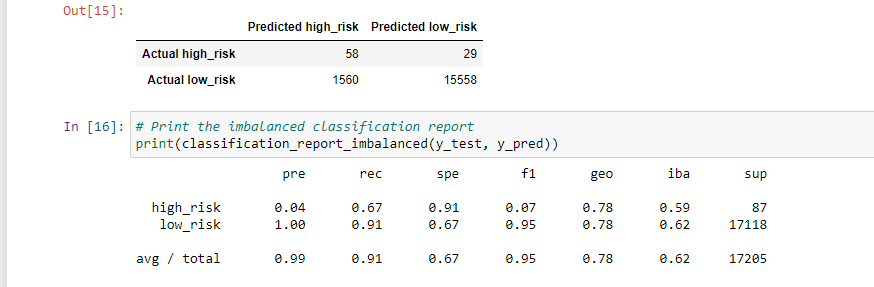 Out[15]:
Predicted high_risk Predicted low_risk
Actual high_risk 58 29
Actual low_risk 1560 15558
In [16]: # Print the imbalanced classification report
print(classification_report_imbalanced(y_test, y_pred))
pre rec spe f1 geo iba sup
high_risk 0.04 0.67 0.91 0.07 0.78 0.59 87
low_risk 1.00 0.91 0.67 0.95 0.78 0.62 17118
avg / total 0.99 0.91 0.67 0.95 0.78 0.62 17205